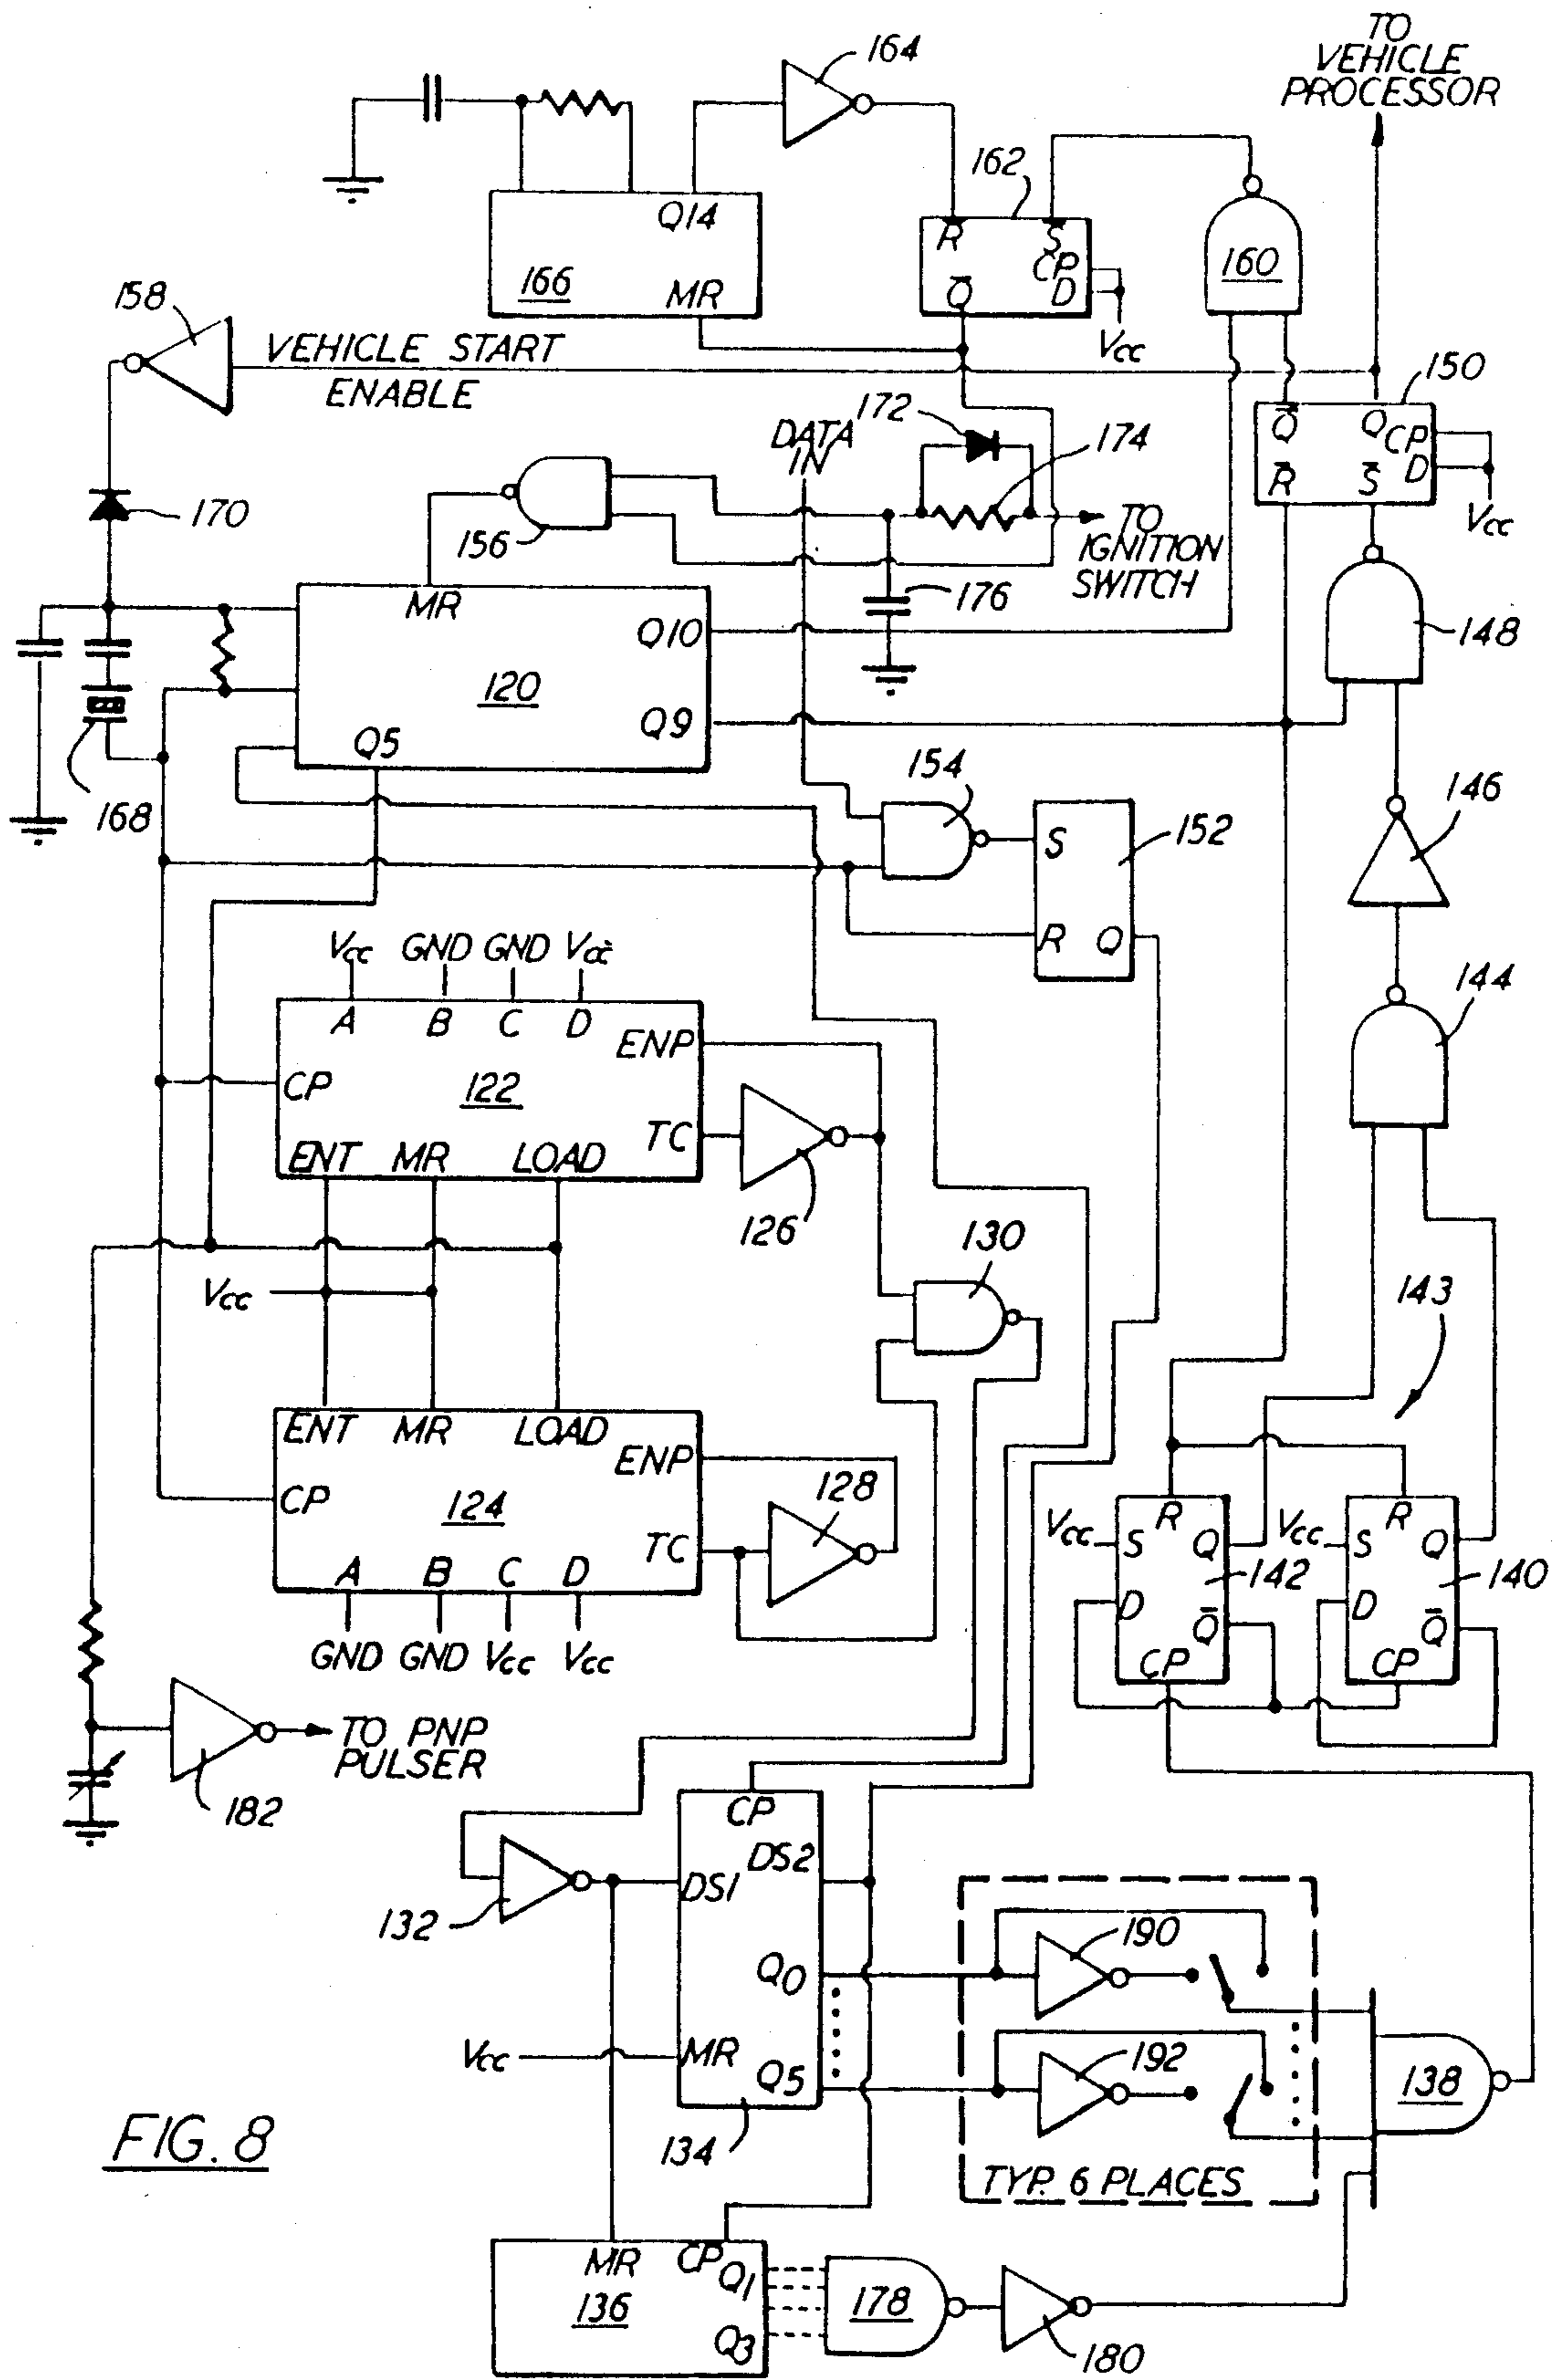 TO
VEHICLE
PROCESSOR
164
162
Q14
R̅ S̅
CP
160
166
MR
Q̅ D
158
Vcc
VEHICLE START
ENABLE
150
172
DATA
IN
174
Q̅ Q CP
R̅ S̅ D
170
156
TO
IGNITION
SWITCH
Vcc
MR
176
Q10
148
120
Q5
Q9
154
168
146
152
S
R Q
Vcc GND GND Vcc
144
A B C D
ENP
CP
122
TC
ENT MR LOAD
126
130
143
Vcc
ENT MR LOAD
ENP
128
CP
124
TC
Vcc S R Q
Vcc S R Q
142
140
A B C D
D Q̅
D Q̅
GND GND Vcc Vcc
CP
CP
TO PNP
PULSER
182
CP
DS2
DS1
132
190
Q0
Vcc
MR
192
Q5
138
134
FIG. 8
TYP. 6 PLACES
MR CP
Q1
136
178
Q3
180